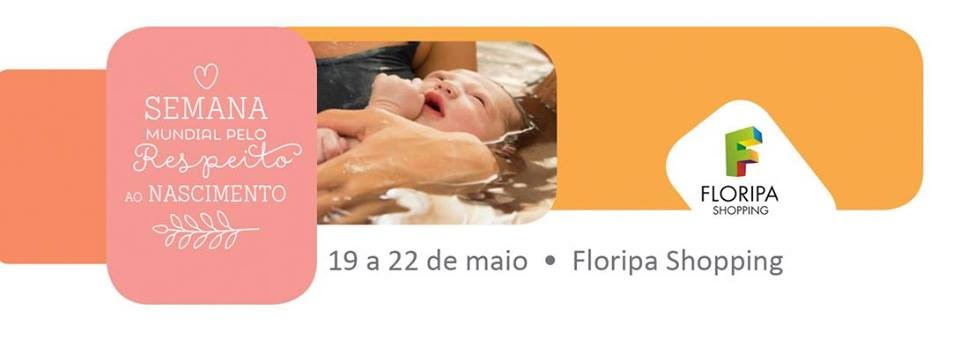 SEMANA
MUNDIAL PELO
Respeito
AO NASCIMENTO
F
FLORIPA
SHOPPING
19 a 22 de maio • Floripa Shopping